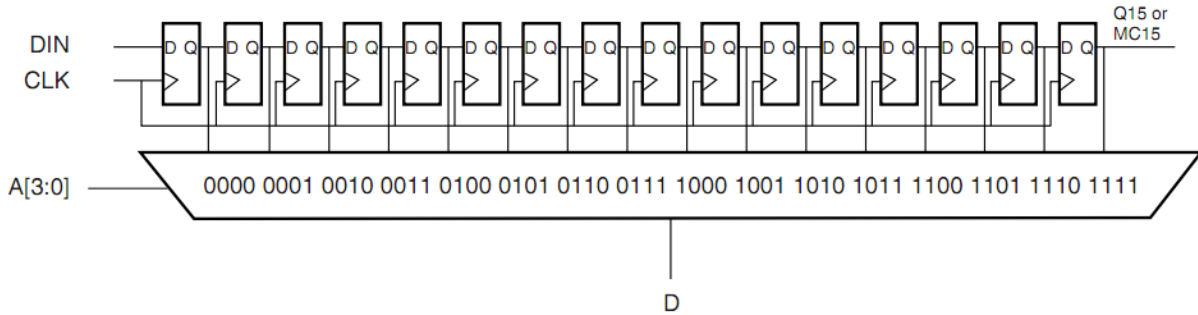 Q15 or
MC15
DIN
D Q D Q D Q D Q D Q D Q D Q D Q D Q D Q D Q D Q D Q D Q D Q D Q
CLK
A[3:0]
0000 0001 0010 0011 0100 0101 0110 0111 1000 1001 1010 1011 1100 1101 1110 1111
D